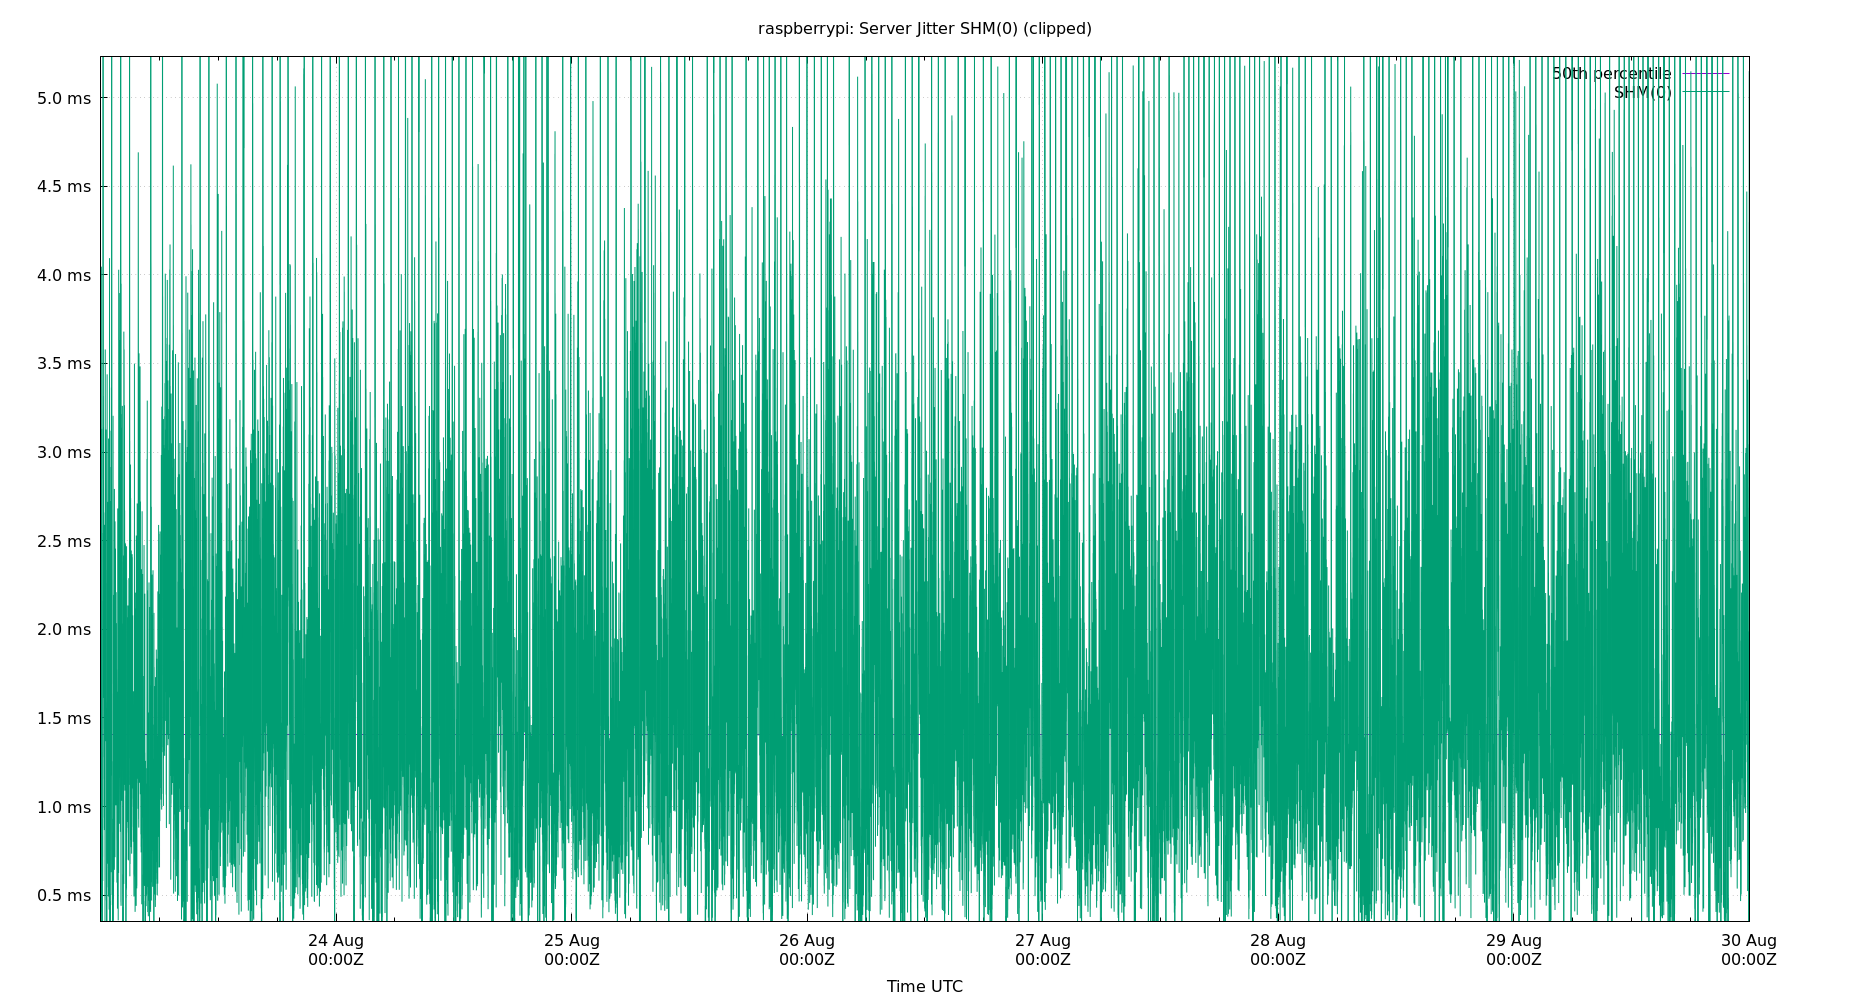 raspberrypi: Server Jitter SHM(0) (clipped)
50th percentile
SHM(0)
5.0 ms
4.5 ms
4.0 ms
3.5 ms
3.0 ms
2.5 ms
2.0 ms
1.5 ms
1.0 ms
0.5 ms
24 Aug 25 Aug 26 Aug 27 Aug 28 Aug 29 Aug 30 Aug
00:00Z 00:00Z 00:00Z 00:00Z 00:00Z 00:00Z 00:00Z
Time UTC